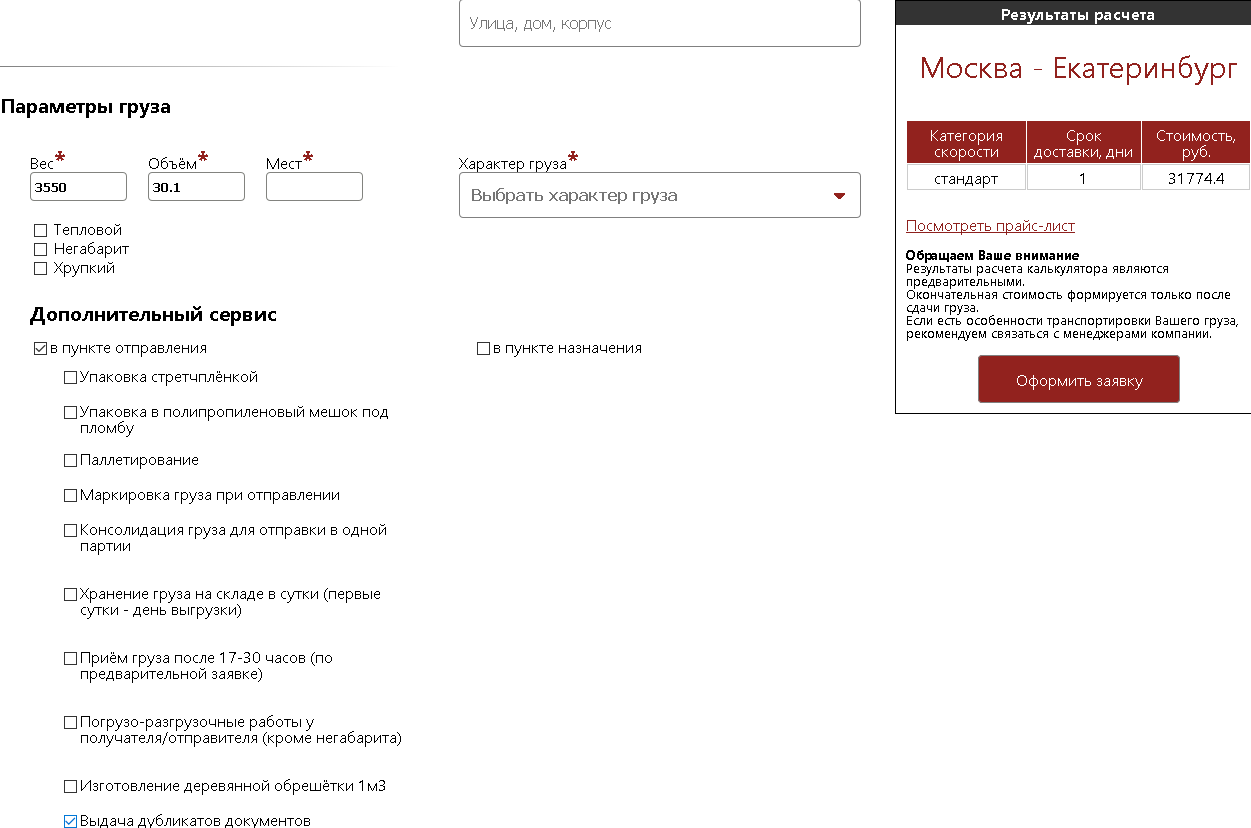 Улица, дом, корпус
Параметры груза
Вес*
Объём*
Мест*
3550
30.1
Характер груза*
Выбрать характер груза
Тепловой
Негабарит
Хрупкий
Дополнительный сервис
в пункте отправления
в пункте назначения
Упаковка стретчплёнкой
Упаковка в полипропиленовый мешок под
пломбу
Паллетирование
Маркировка груза при отправлении
Консолидация груза для отправки в одной
партии
Хранение груза на складе в сутки (первые
сутки - день выгрузки)
Приём груза после 17-30 часов (по
предварительной заявке)
Погрузо-разгрузочные работы у
получателя/отправителя (кроме негабарита)
Изготовление деревянной обрешётки 1м3
Выдача дубликатов документов
Результаты расчета
Москва - Екатеринбург
Категория
скорости
Срок
доставки, дни
Стоимость,
руб.
стандарт
1
31774.4
Посмотреть прайс-лист
Обращаем Ваше внимание
Результаты расчета калькулятора являются
предварительными.
Окончательная стоимость формируется только после
сдачи груза.
Если есть особенности транспортировки Вашего груза,
рекомендуем связаться с менеджерами компании.
Оформить заявку